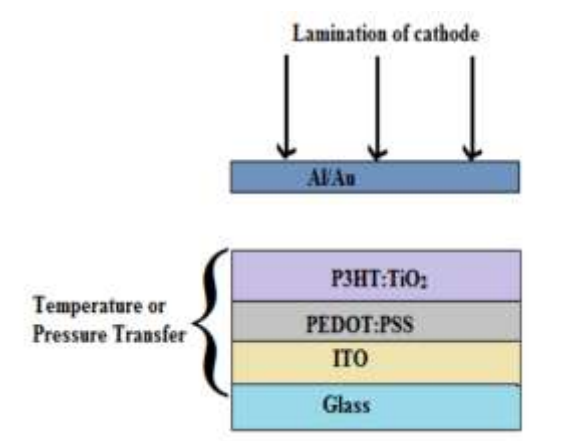 Lamination of cathode
Al/Au
P3HT:TiO₂
Temperature or
Pressure Transfer
PEDOT:PSS
ITO
Glass